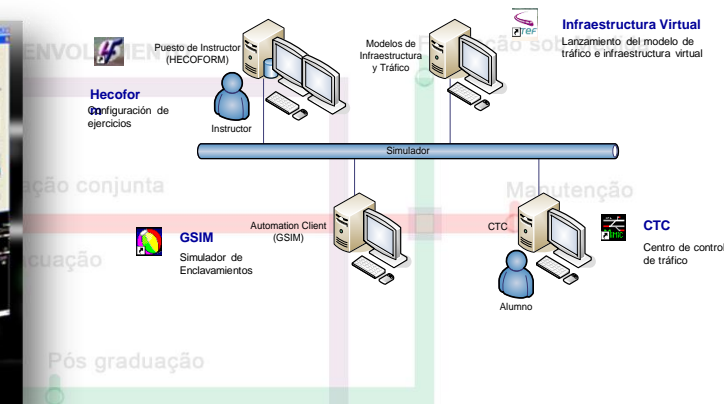 Infraestructura Virtual
Lanzamiento del modelo de
tráfico e infraestructura virtual
Puesto de Instructor
(HECOFORM)
Modelos de
Infraestructura
y Tráfico
Hecoform
Configuración de
ejercicios
Instructor
Simulador
ação conjunta
Manutenção
Automation Client
(GSIM)
GSIM
Simulador de
Enclavamientos
CTC
CTC
Centro de control
de tráfico
Alumno
Pós graduação